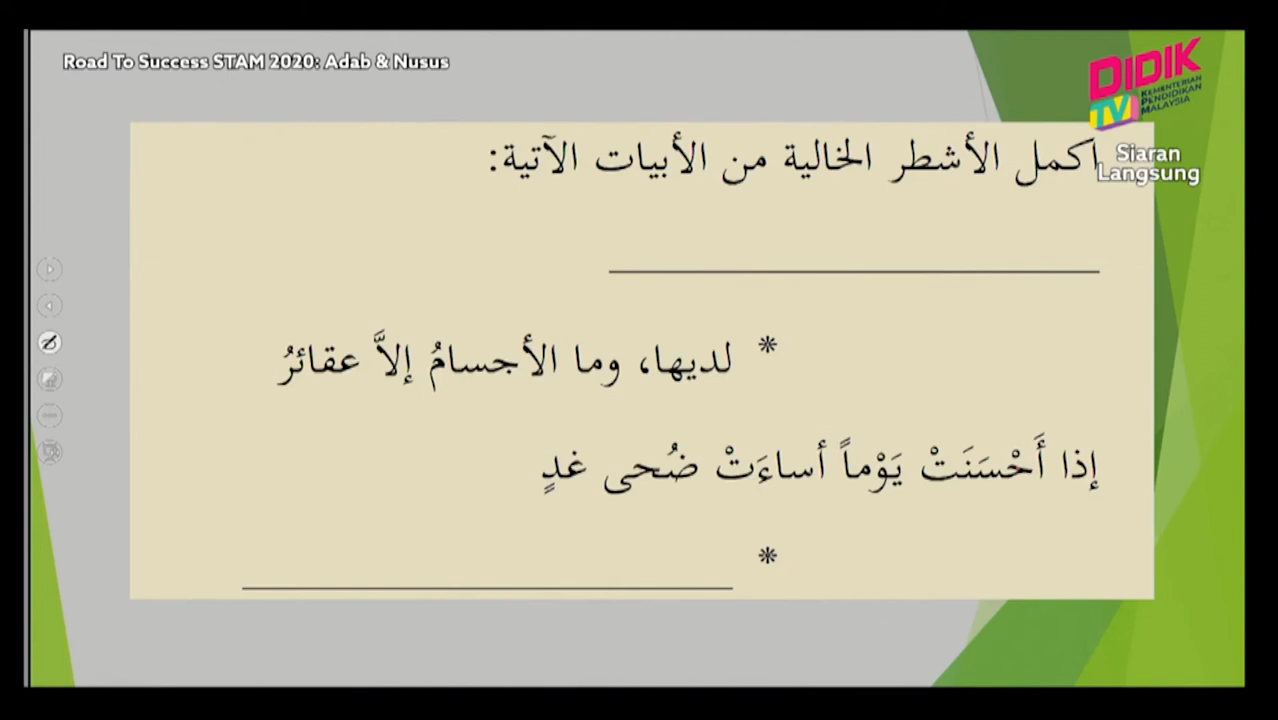 Road To Success STAM 2020: Adab & Nusus
DIDIK
TV
KEMENTERIAN
PENDIDIKAN
MALAYSIA
Siaran
Langsung
اكمل الأشطر الخالية من الأبيات الآتية:
* لديها، وما الأجسامُ إلاَّ عقائرُ
إذا أَحْسَنَتْ يَوْماً أساءَتْ ضُحى غدٍ
*